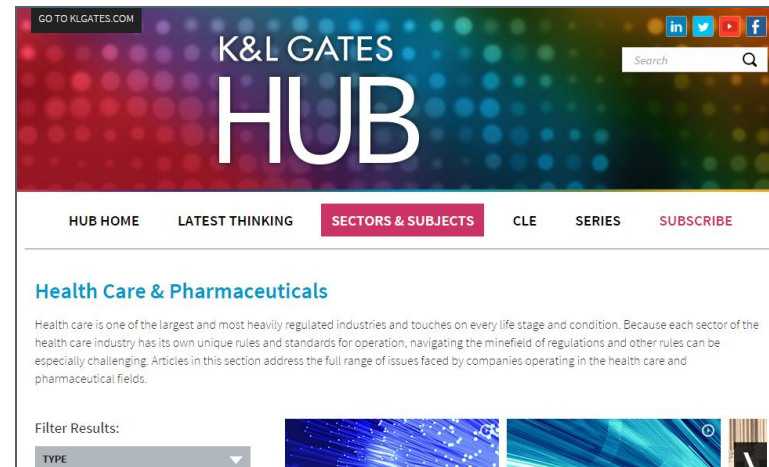 GO TO KLGATES.COM
K&L GATES
HUB
Search
HUB HOME LATEST THINKING SECTORS & SUBJECTS CLE SERIES SUBSCRIBE
Health Care & Pharmaceuticals
Health care is one of the largest and most heavily regulated industries and touches on every life stage and condition. Because each sector of the
health care industry has its own unique rules and standards for operation, navigating the minefield of regulations and other rules can be
especially challenging. Articles in this section address the full range of issues faced by companies operating in the health care and
pharmaceutical fields.
Filter Results:
TYPE